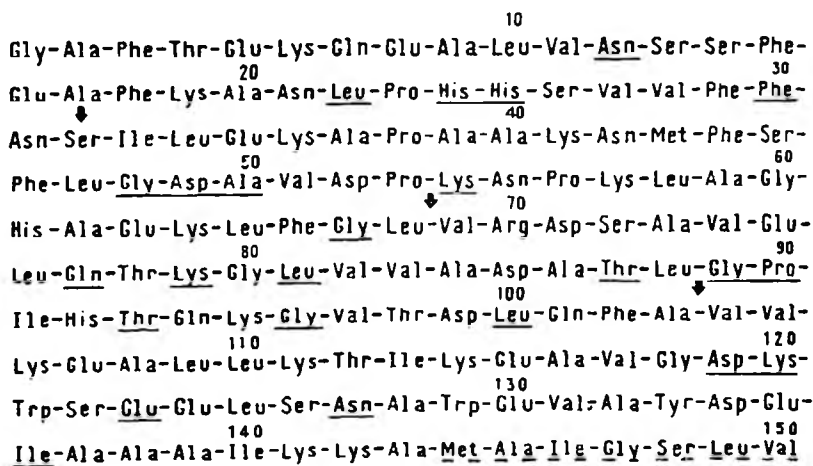 10
Gly-Ala-Phe-Thr-Glu-Lys-Gln-Glu-Ala-Leu-Val-Asn-Ser-Ser-Phe-
20 30
Glu-Ala-Phe-Lys-Ala-Asn-Leu-Pro-His-His-Ser-Val-Val-Phe-Phe-
40
Asn-Ser-Ile-Leu-Glu-Lys-Ala-Pro-Ala-Ala-Lys-Asn-Met-Phe-Ser-
50 60
Phe-Leu-Gly-Asp-Ala-Val-Asp-Pro-Lys-Asn-Pro-Lys-Leu-Ala-Gly-
70
His-Ala-Glu-Lys-Leu-Phe-Gly-Leu-Val-Arg-Asp-Ser-Ala-Val-Glu-
80 90
Leu-Gln-Thr-Lys-Gly-Leu-Val-Val-Ala-Asp-Ala-Thr-Leu-Gly-Pro-
100
Ile-His-Thr-Gln-Lys-Gly-Val-Thr-Asp-Leu-Gln-Phe-Ala-Val-Val-
110 120
Lys-Glu-Ala-Leu-Leu-Lys-Thr-Ile-Lys-Glu-Ala-Val-Gly-Asp-Lys-
130
Trp-Ser-Glu-Glu-Leu-Ser-Asn-Ala-Trp-Glu-Val-Ala-Tyr-Asp-Glu-
140 150
Ile-Ala-Ala-Ala-Ile-Lys-Lys-Ala-Met-Ala-Ile-Gly-Ser-Leu-Val